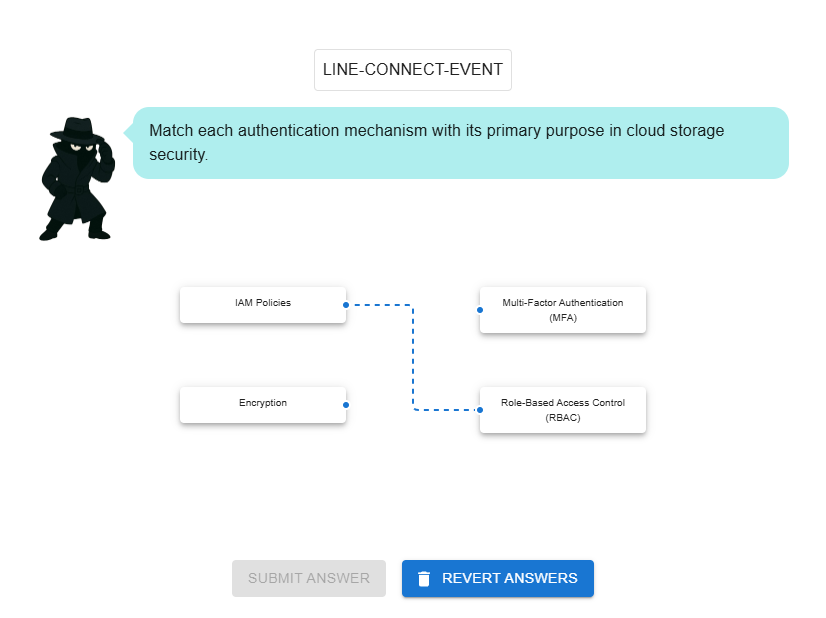 LINE-CONNECT-EVENT
Match each authentication mechanism with its primary purpose in cloud storage
security.
IAM Policies
Multi-Factor Authentication
(MFA)
Encryption
Role-Based Access Control
(RBAC)
SUBMIT ANSWER
REVERT ANSWERS